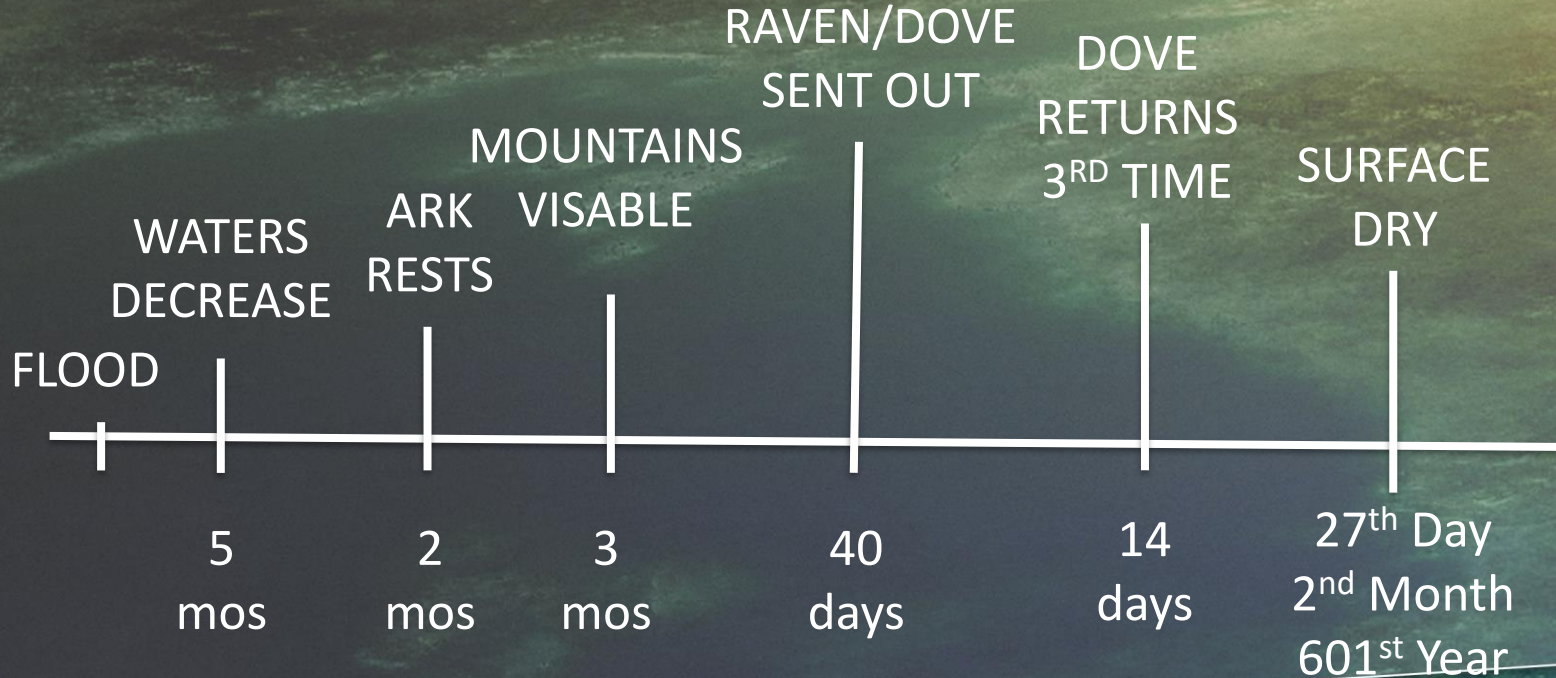 FLOOD
WATERS
DECREASE
ARK
RESTS
MOUNTAINS
VISABLE
RAVEN/DOVE
SENT OUT
DOVE
RETURNS
3RD TIME
SURFACE
DRY
5
mos
2
mos
3
mos
40
days
14
days
27th Day
2nd Month
601st Year